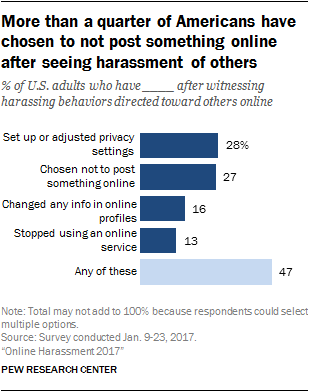 More than a quarter of Americans have
chosen to not post something online
after seeing harassment of others
% of U.S. adults who have ____ after witnessing
harassing behaviors directed toward others online
Set up or adjusted privacy
settings
28%
Chosen not to post
something online
27
Changed any info in online
profiles
16
Stopped using an online
service
13
Any of these
47
Note: Total may not add to 100% because respondents could select
multiple options.
Source: Survey conducted Jan. 9-23, 2017.
“Online Harassment 2017”
PEW RESEARCH CENTER